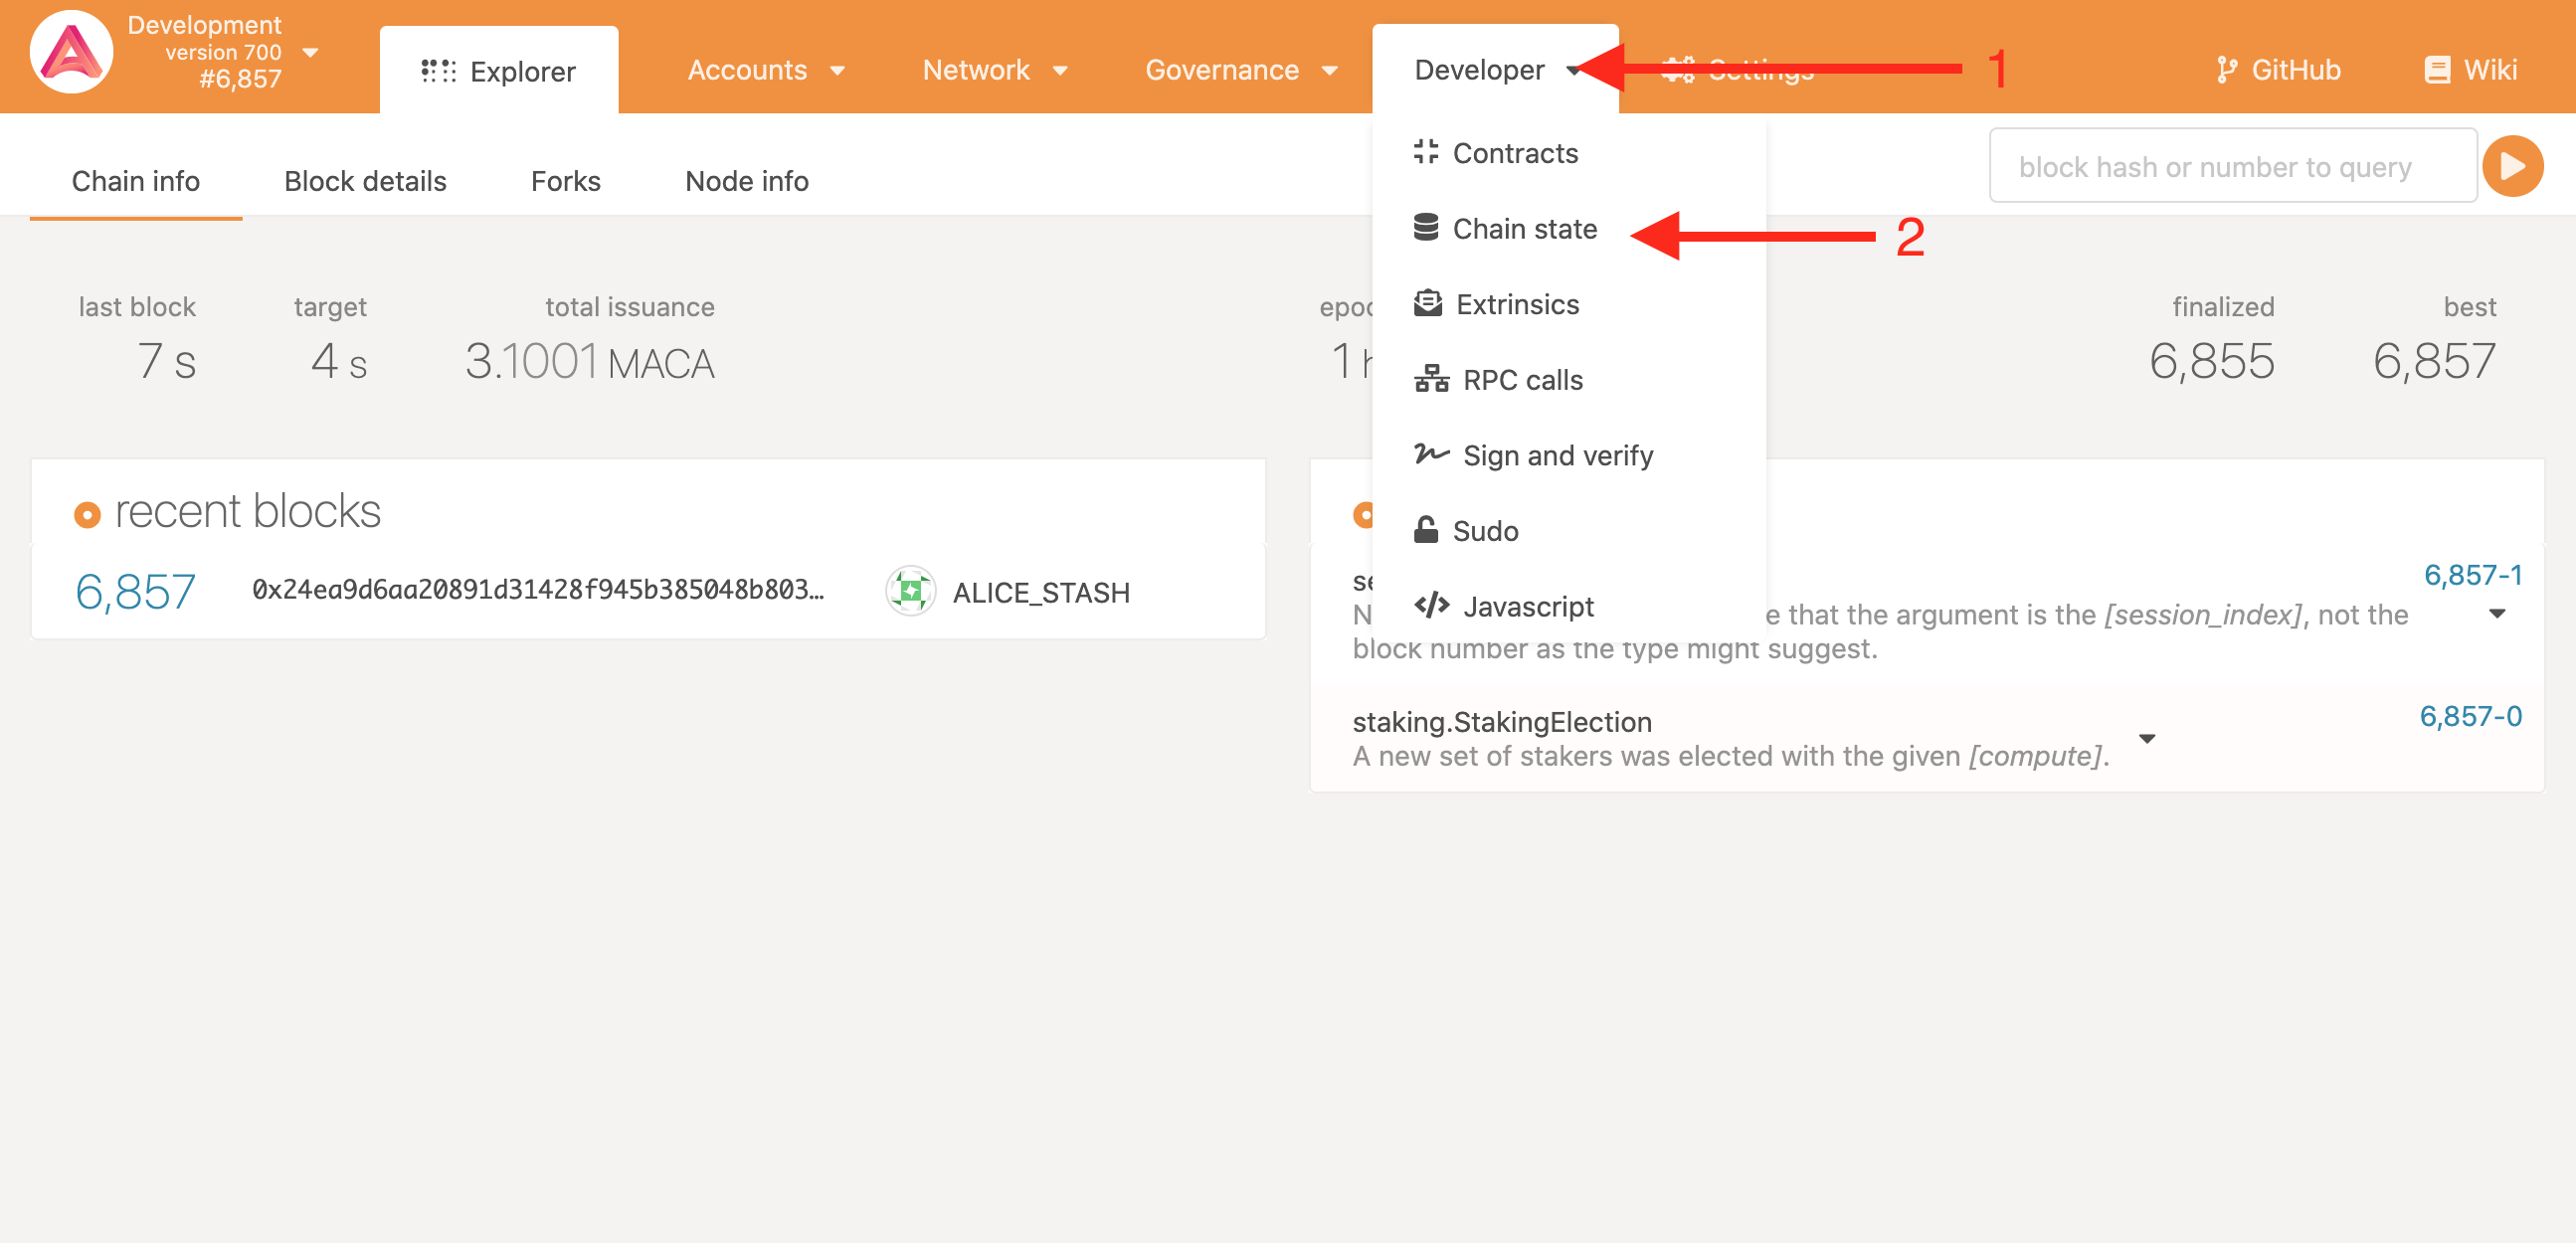 Development
version 700
#6,857
Explorer
Accounts
Network
Governance
Developer
Settings
1
GitHub
Wiki
Chain info
Block details
Forks
Node info
block hash or number to query
Contracts
Chain state
2
Extrinsics
RPC calls
Sign and verify
Sudo
Javascript
last block
7 s
target
4 s
total issuance
3.1001 MACA
1
finalized
6,855
best
6,857
recent blocks
6,857
0x24ea9d6aa20891d31428f945b385048b803…
ALICE_STASH
6,857-1
that the argument is the [session_index], not the
block number as the type might suggest.
staking.StakingElection
6,857-0
A new set of stakers was elected with the given [compute].